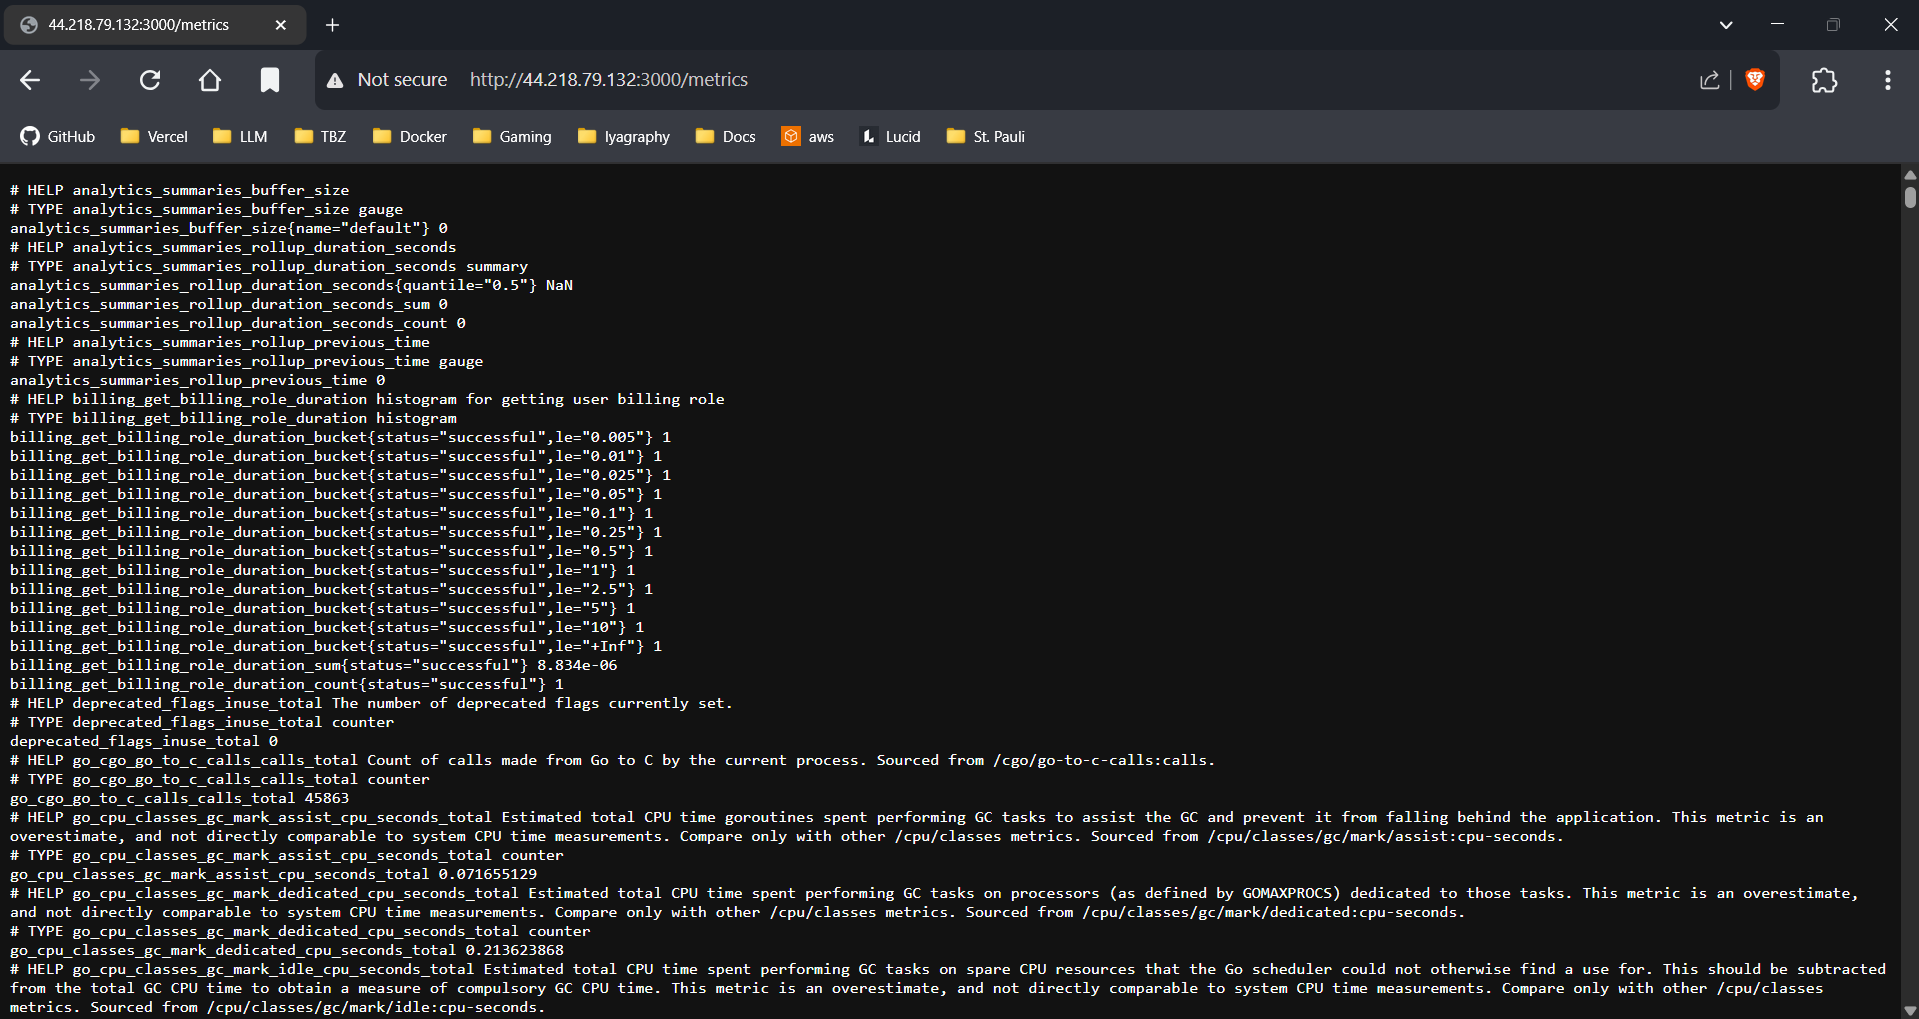 44.218.79.132:3000/metrics
Not secure http://44.218.79.132:3000/metrics
GitHub Vercel LLM TBZ Docker Gaming lyagraphy Docs aws Lucid St. Pauli
# HELP analytics_summaries_buffer_size
# TYPE analytics_summaries_buffer_size gauge
analytics_summaries_buffer_size{name="default"} 0
# HELP analytics_summaries_rollup_duration_seconds
# TYPE analytics_summaries_rollup_duration_seconds summary
analytics_summaries_rollup_duration_seconds{quantile="0.5"} NaN
analytics_summaries_rollup_duration_seconds_sum 0
analytics_summaries_rollup_duration_seconds_count 0
# HELP analytics_summaries_rollup_previous_time
# TYPE analytics_summaries_rollup_previous_time gauge
analytics_summaries_rollup_previous_time 0
# HELP billing_get_billing_role_duration histogram for getting user billing role
# TYPE billing_get_billing_role_duration histogram
billing_get_billing_role_duration_bucket{status="successful",le="0.005"} 1
billing_get_billing_role_duration_bucket{status="successful",le="0.01"} 1
billing_get_billing_role_duration_bucket{status="successful",le="0.025"} 1
billing_get_billing_role_duration_bucket{status="successful",le="0.05"} 1
billing_get_billing_role_duration_bucket{status="successful",le="0.1"} 1
billing_get_billing_role_duration_bucket{status="successful",le="0.25"} 1
billing_get_billing_role_duration_bucket{status="successful",le="0.5"} 1
billing_get_billing_role_duration_bucket{status="successful",le="1"} 1
billing_get_billing_role_duration_bucket{status="successful",le="2.5"} 1
billing_get_billing_role_duration_bucket{status="successful",le="5"} 1
billing_get_billing_role_duration_bucket{status="successful",le="10"} 1
billing_get_billing_role_duration_bucket{status="successful",le="+Inf"} 1
billing_get_billing_role_duration_sum{status="successful"} 8.834e-06
billing_get_billing_role_duration_count{status="successful"} 1
# HELP deprecated_flags_inuse_total The number of deprecated flags currently set.
# TYPE deprecated_flags_inuse_total counter
deprecated_flags_inuse_total 0
# HELP go_cgo_go_to_c_calls_calls_total Count of calls made from Go to C by the current process. Sourced from /cgo/go-to-c-calls:calls.
# TYPE go_cgo_go_to_c_calls_calls_total counter
go_cgo_go_to_c_calls_calls_total 45863
# HELP go_cpu_classes_gc_mark_assist_cpu_seconds_total Estimated total CPU time goroutines spent performing GC tasks to assist the GC and prevent it from falling behind the application. This metric is an
overestimate, and not directly comparable to system CPU time measurements. Compare only with other /cpu/classes metrics. Sourced from /cpu/classes/gc/mark/assist:cpu-seconds.
# TYPE go_cpu_classes_gc_mark_assist_cpu_seconds_total counter
go_cpu_classes_gc_mark_assist_cpu_seconds_total 0.071655129
# HELP go_cpu_classes_gc_mark_dedicated_cpu_seconds_total Estimated total CPU time spent performing GC tasks on processors (as defined by GOMAXPROCS) dedicated to those tasks. This metric is an overestimate,
and not directly comparable to system CPU time measurements. Compare only with other /cpu/classes metrics. Sourced from /cpu/classes/gc/mark/dedicated:cpu-seconds.
# TYPE go_cpu_classes_gc_mark_dedicated_cpu_seconds_total counter
go_cpu_classes_gc_mark_dedicated_cpu_seconds_total 0.213623868
# HELP go_cpu_classes_gc_mark_idle_cpu_seconds_total Estimated total CPU time spent performing GC tasks on spare CPU resources that the Go scheduler could not otherwise find a use for. This should be subtracted
from the total GC CPU time to obtain a measure of compulsory GC CPU time. This metric is an overestimate, and not directly comparable to system CPU time measurements. Compare only with other /cpu/classes
metrics. Sourced from /cpu/classes/gc/mark/idle:cpu-seconds.